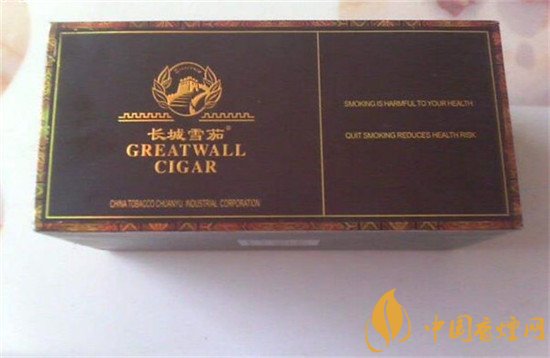 长城雪茄®
GREATWALL
CIGAR
CHINA TOBACCO CHUANYU INDUSTRIAL CORPORATION
SMOKING IS HARMFUL TO YOUR HEALTH
QUIT SMOKING REDUCES HEALTH RISK
中国香烟网